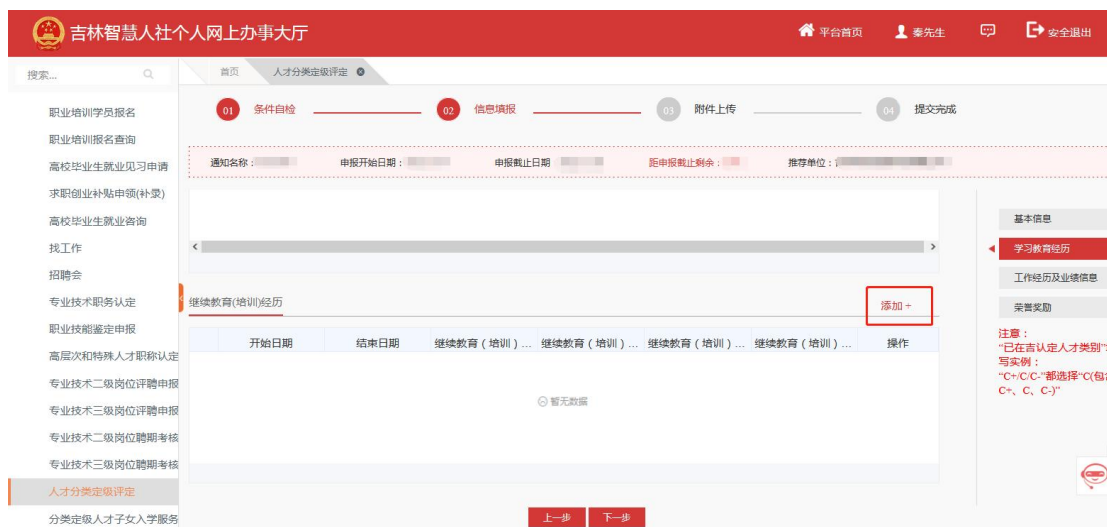 吉林智慧人社个人网上办事大厅
平台首页
秦先生
安全退出
搜索...
首页
人才分类定级评定
职业培训学员报名
职业培训报名查询
高校毕业生就业见习申请
求职创业补贴申领(补录)
高校毕业生就业咨询
找工作
招聘会
专业技术职务认定
职业技能鉴定申报
高层次和特殊人才职称认定
专业技术二级岗位评聘申报
专业技术三级岗位评聘申报
专业技术二级岗位聘期考核
专业技术三级岗位聘期考核
人才分类定级评定
分类定级人才子女入学服务
01 条件自检
02 信息填报
03 附件上传
04 提交完成
通知名称：
申报开始日期：
申报截止日期
距申报截止剩余：
推荐单位：
继续教育(培训)经历
添加 +
开始日期
结束日期
继续教育（培训）...
继续教育（培训）...
继续教育（培训）...
继续教育（培训）...
操作
暂无数据
上一步
下一步
基本信息
学习教育经历
工作经历及业绩信息
荣誉奖励
注意：
“已在吉认定人才类别”
写实例：
“C+/C/C-”都选择“C(包
C+、C、C-)”